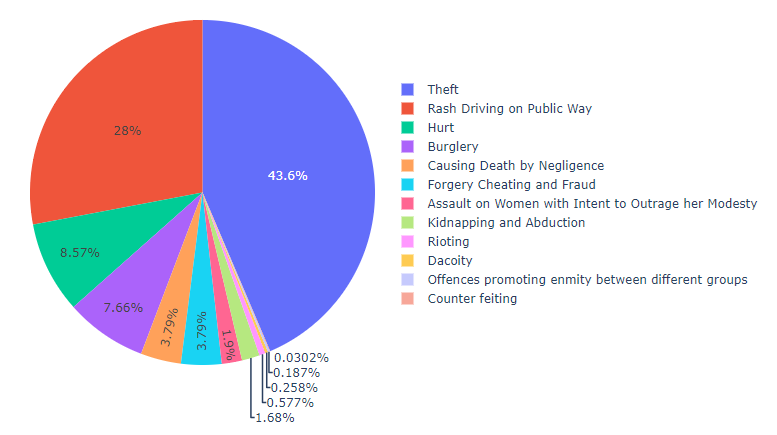 43.6%
28%
8.57%
7.66%
3.79%
3.79%
1.9%
0.0302%
0.187%
0.258%
0.577%
1.68%
Theft
Rash Driving on Public Way
Hurt
Burglery
Causing Death by Negligence
Forgery Cheating and Fraud
Assault on Women with Intent to Outrage her Modesty
Kidnapping and Abduction
Rioting
Dacoity
Offences promoting enmity between different groups
Counter feiting